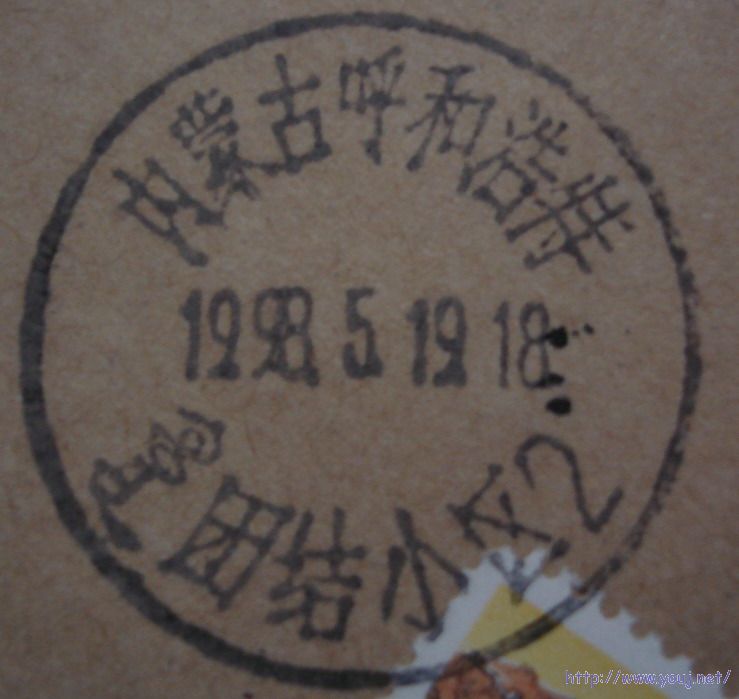 内蒙古呼和浩特
1998. 5. 19 18
团结小区2
http://www.youj.net/